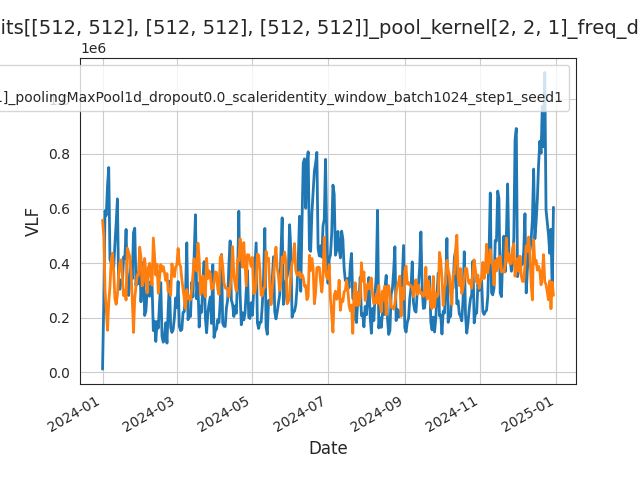 its[[512, 512], [512, 512], [512, 512]]_pool_kernel[2, 2, 1]_freq_d
1e6
]_poolingMaxPool1d_dropout0.0_scaleridentity_window_batch1024_step1_seed1
0.8
0.6
0.4
0.2
0.0
VLF
2024-01
2024-03
2024-05
2024-07
2024-09
2024-11
2025-01
Date